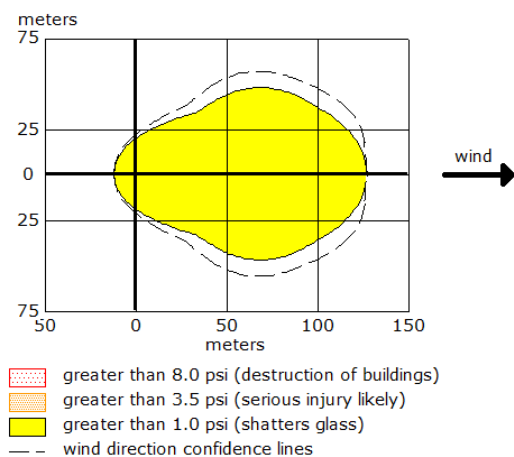 meters
75
25
0
25
75
50
0
50
100
150
meters
wind
greater than 8.0 psi (destruction of buildings)
greater than 3.5 psi (serious injury likely)
greater than 1.0 psi (shatters glass)
wind direction confidence lines